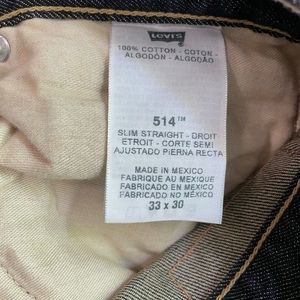 Levi's
100% COTTON - COTON -
ALGODÓN - ALGODÃO
514™
SLIM STRAIGHT - DROIT
ETROIT - CORTE SEMI
AJUSTADO PIERNA RECTA
MADE IN MEXICO
FABRIQUE AU MEXIQUE
FABRICADO EN MEXICO
FABRICADO NO MÉXICO
33 x 30